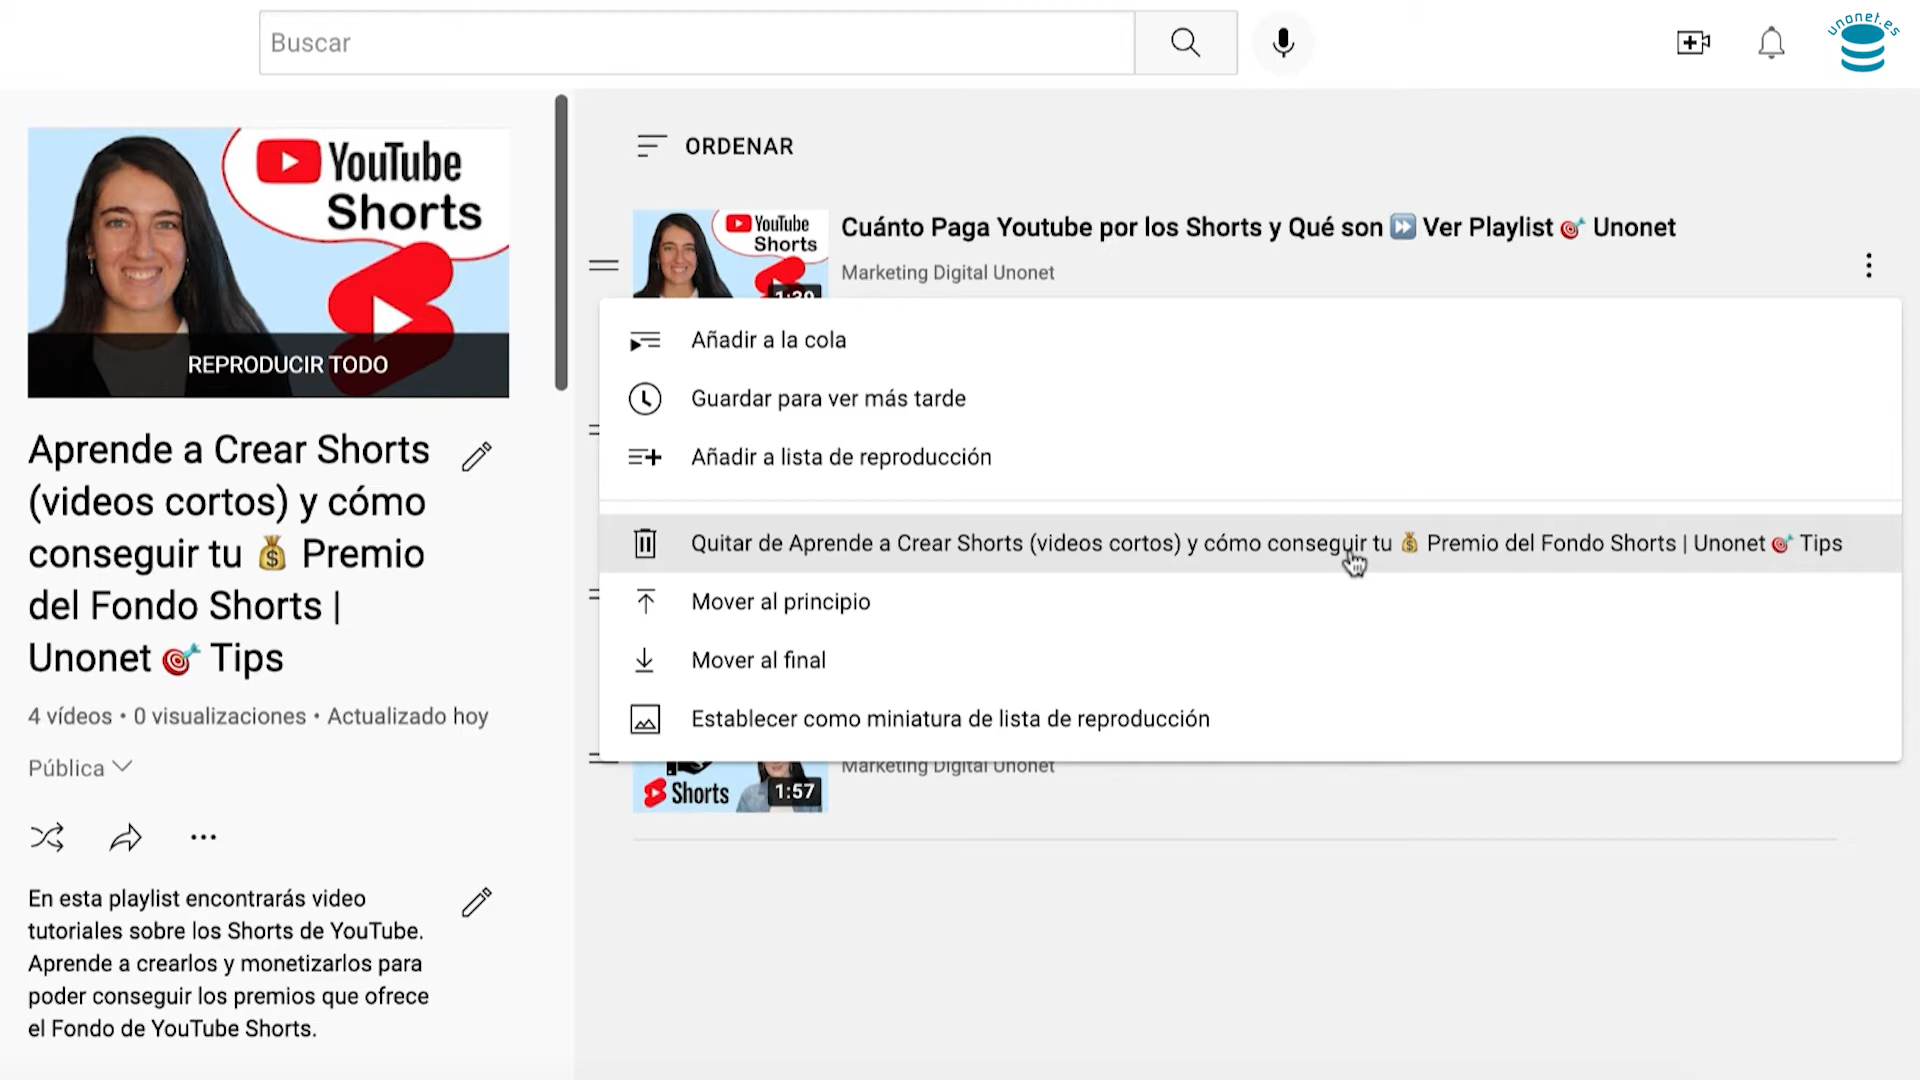 Buscar
unonet.es
YouTube
Shorts
REPRODUCIR TODO
Aprende a Crear Shorts
(videos cortos) y cómo
conseguir tu 💰 Premio
del Fondo Shorts |
Unonet 🎯 Tips
4 vídeos • 0 visualizaciones • Actualizado hoy
Pública
En esta playlist encontrarás video
tutoriales sobre los Shorts de YouTube.
Aprende a crearlos y monetizarlos para
poder conseguir los premios que ofrece
el Fondo de YouTube Shorts.
ORDENAR
YouTube
Shorts
1:39
Cuánto Paga Youtube por los Shorts y Qué son ⏩ Ver Playlist 🎯 Unonet
Marketing Digital Unonet
Añadir a la cola
Guardar para ver más tarde
Añadir a lista de reproducción
Quitar de Aprende a Crear Shorts (videos cortos) y cómo conseguir tu 💰 Premio del Fondo Shorts | Unonet 🎯 Tips
Mover al principio
Mover al final
Establecer como miniatura de lista de reproducción
Shorts
1:57
Marketing Digital Unonet